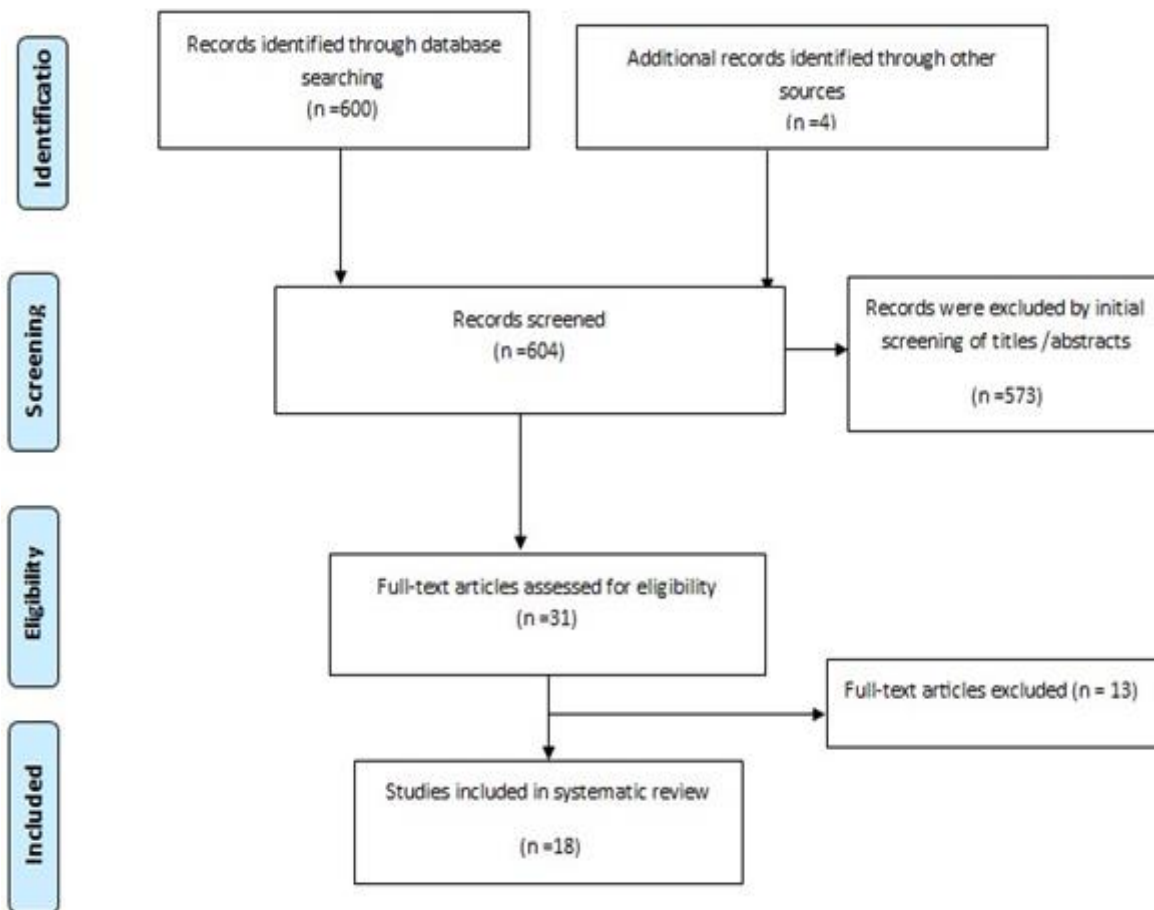 Identificatio
Records identified through database
searching
(n =600)
Additional records identified through other
sources
(n =4)
Screening
Records screened
(n =604)
Records were excluded by initial
screening of titles /abstracts
(n =573)
Eligibility
Full-text articles assessed for eligibility
(n =31)
Full-text articles excluded (n = 13)
Included
Studies included in systematic review
(n =18)